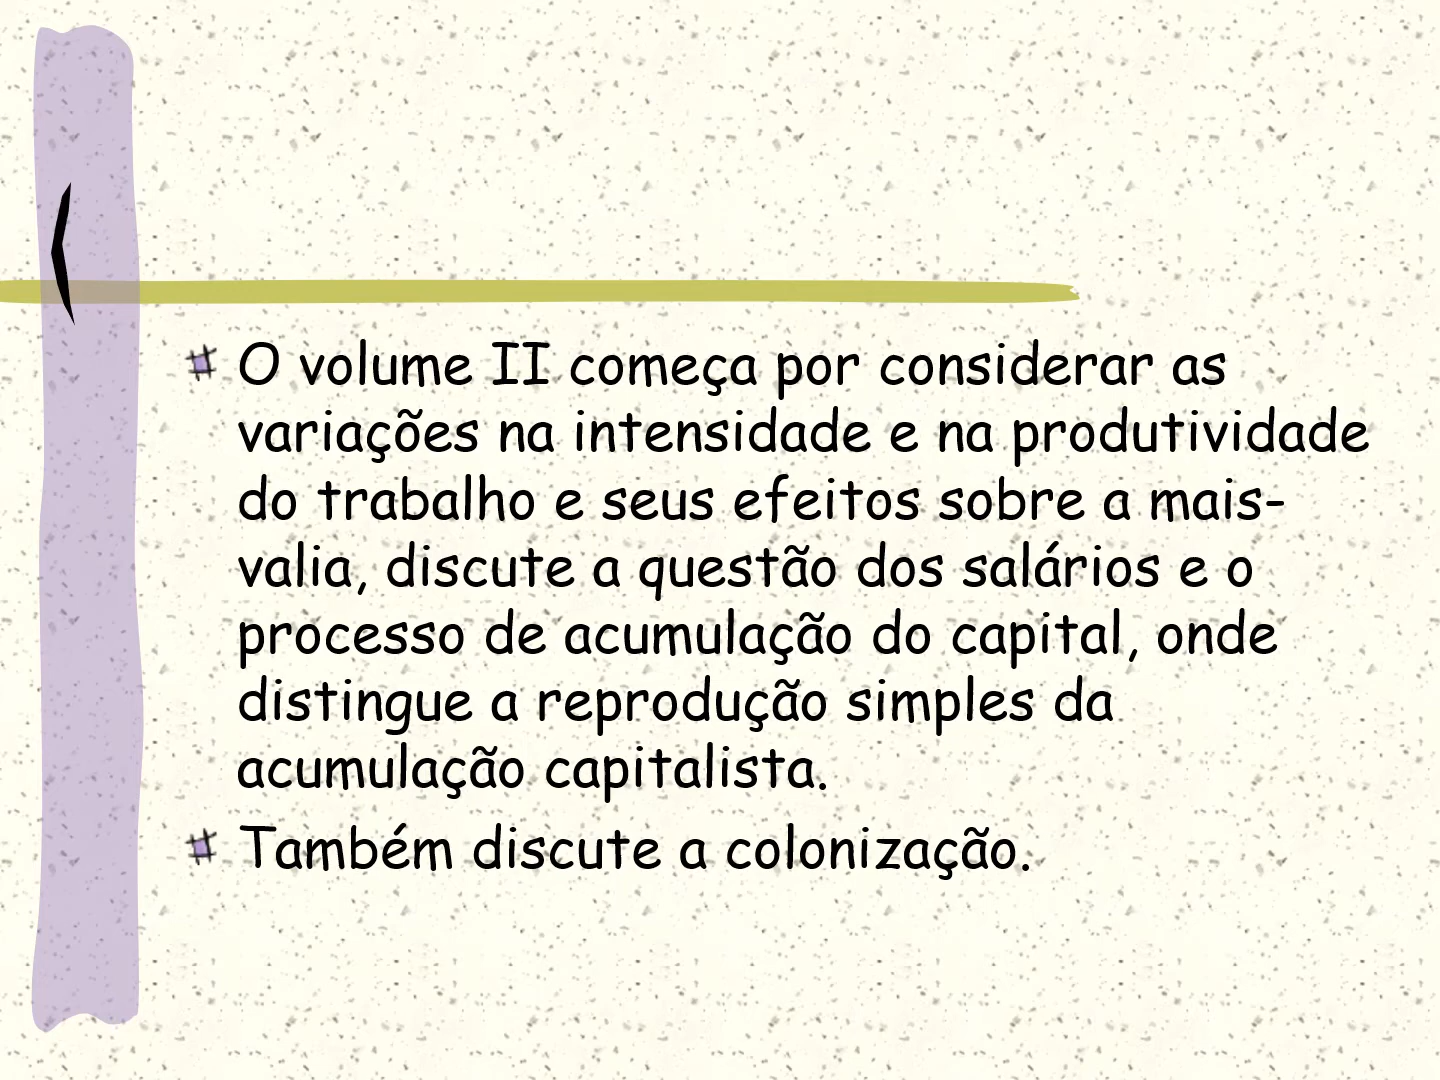 O volume II começa por considerar as
variações na intensidade e na produtividade
do trabalho e seus efeitos sobre a mais-
valia, discute a questão dos salários e o
processo de acumulação do capital, onde
distingue a reprodução simples da
acumulação capitalista.
Também discute a colonização.